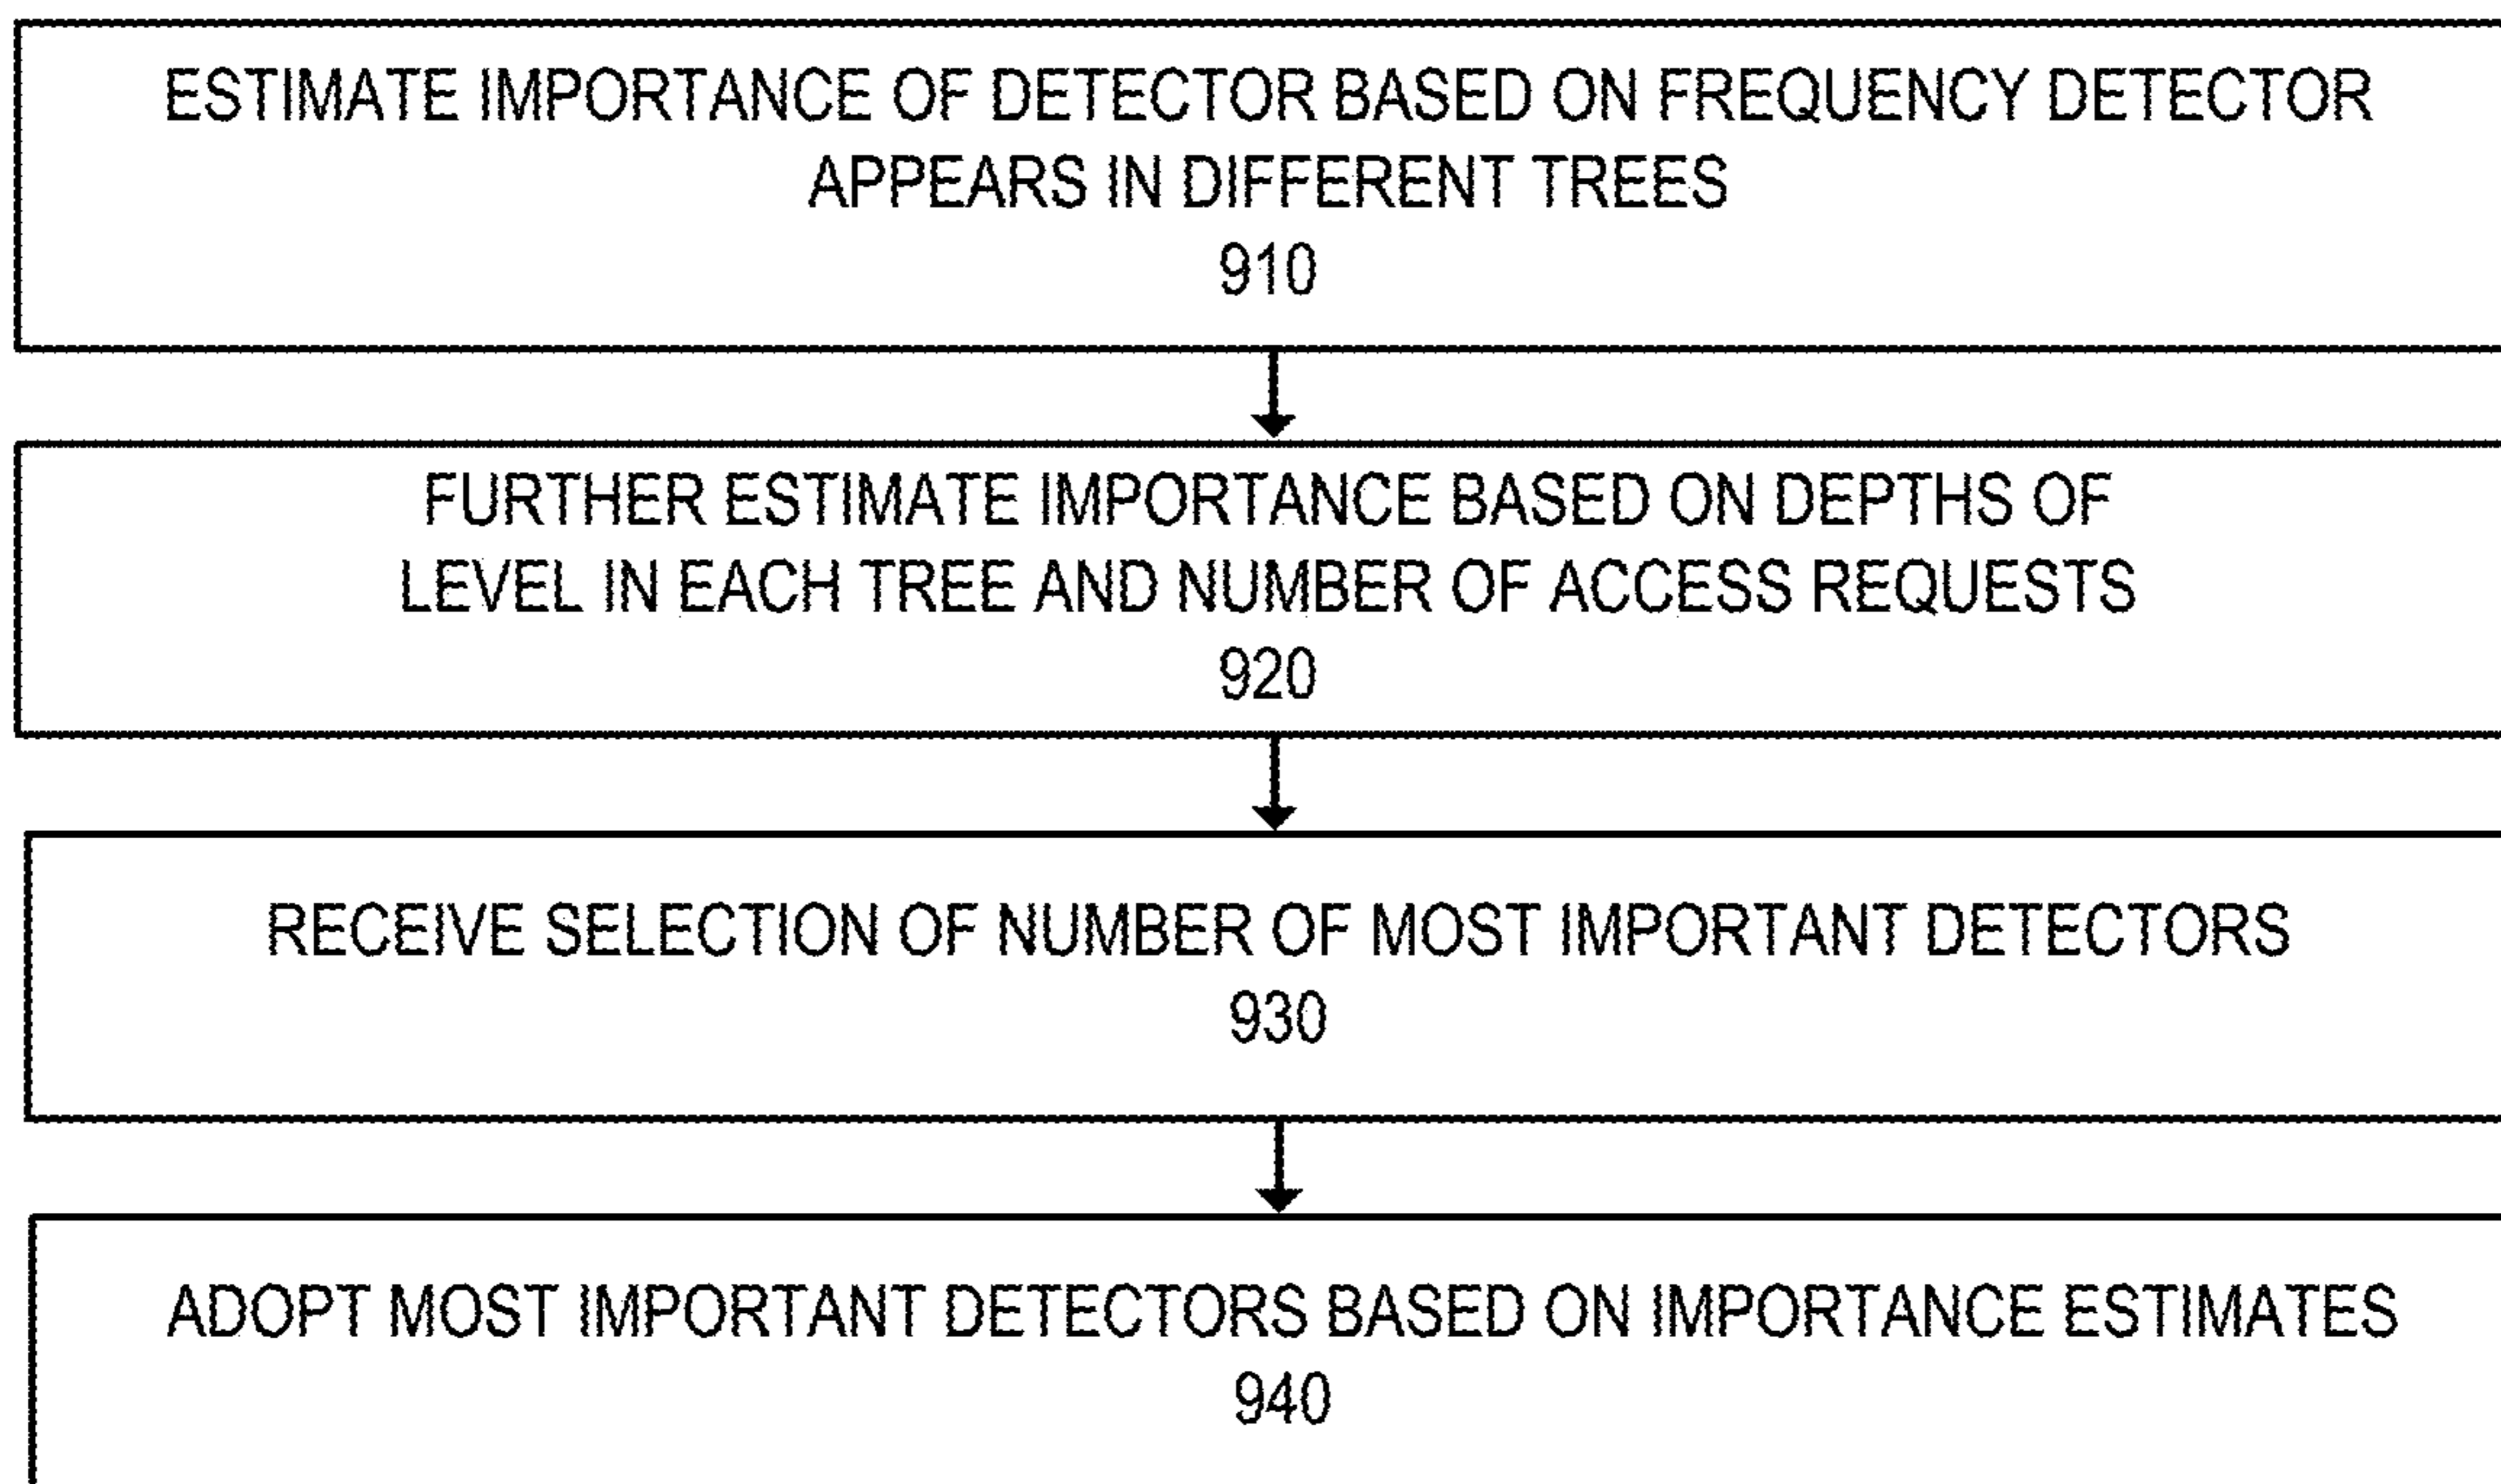 ESTIMATE IMPORTANCE OF DETECTOR BASED ON FREQUENCY DETECTOR
APPEARS IN DIFFERENT TREES
910
FURTHER ESTIMATE IMPORTANCE BASED ON DEPTHS OF
LEVEL IN EACH TREE AND NUMBER OF ACCESS REQUESTS
920
RECEIVE SELECTION OF NUMBER OF MOST IMPORTANT DETECTORS
930
ADOPT MOST IMPORTANT DETECTORS BASED ON IMPORTANCE ESTIMATES
940